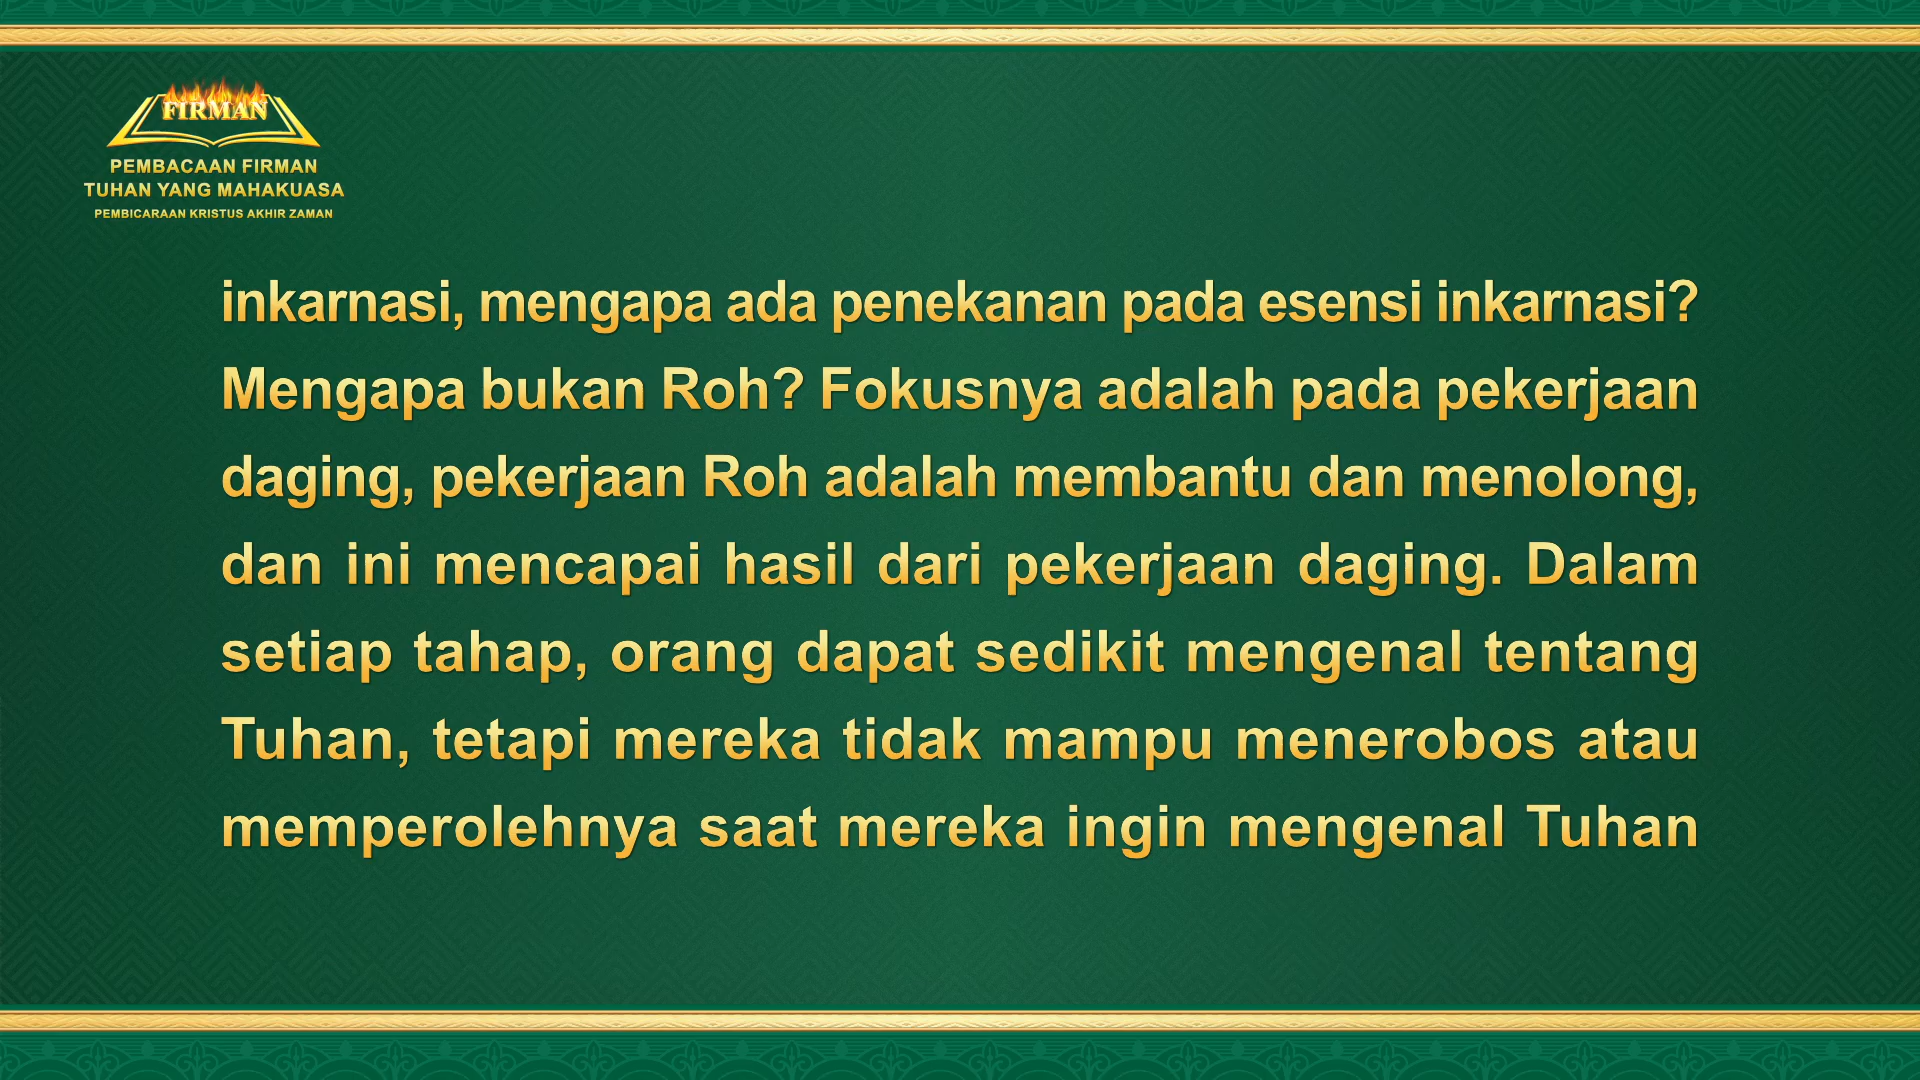 FIRMAN
PEMBACAAN FIRMAN
TUHAN YANG MAHAKUASA
PEMBICARAAN KRISTUS AKHIR ZAMAN
inkarnasi, mengapa ada penekanan pada esensi inkarnasi?
Mengapa bukan Roh? Fokusnya adalah pada pekerjaan
daging, pekerjaan Roh adalah membantu dan menolong,
dan ini mencapai hasil dari pekerjaan daging. Dalam
setiap tahap, orang dapat sedikit mengenal tentang
Tuhan, tetapi mereka tidak mampu menerobos atau
memperolehnya saat mereka ingin mengenal Tuhan